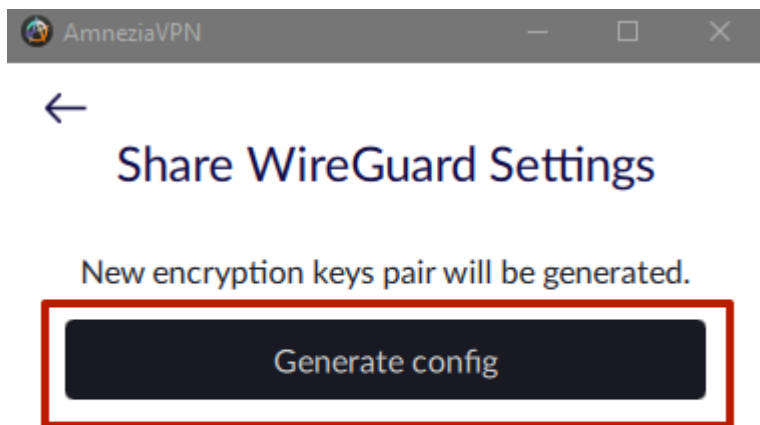 AmneziaVPN
Share WireGuard Settings
New encryption keys pair will be generated.
Generate config